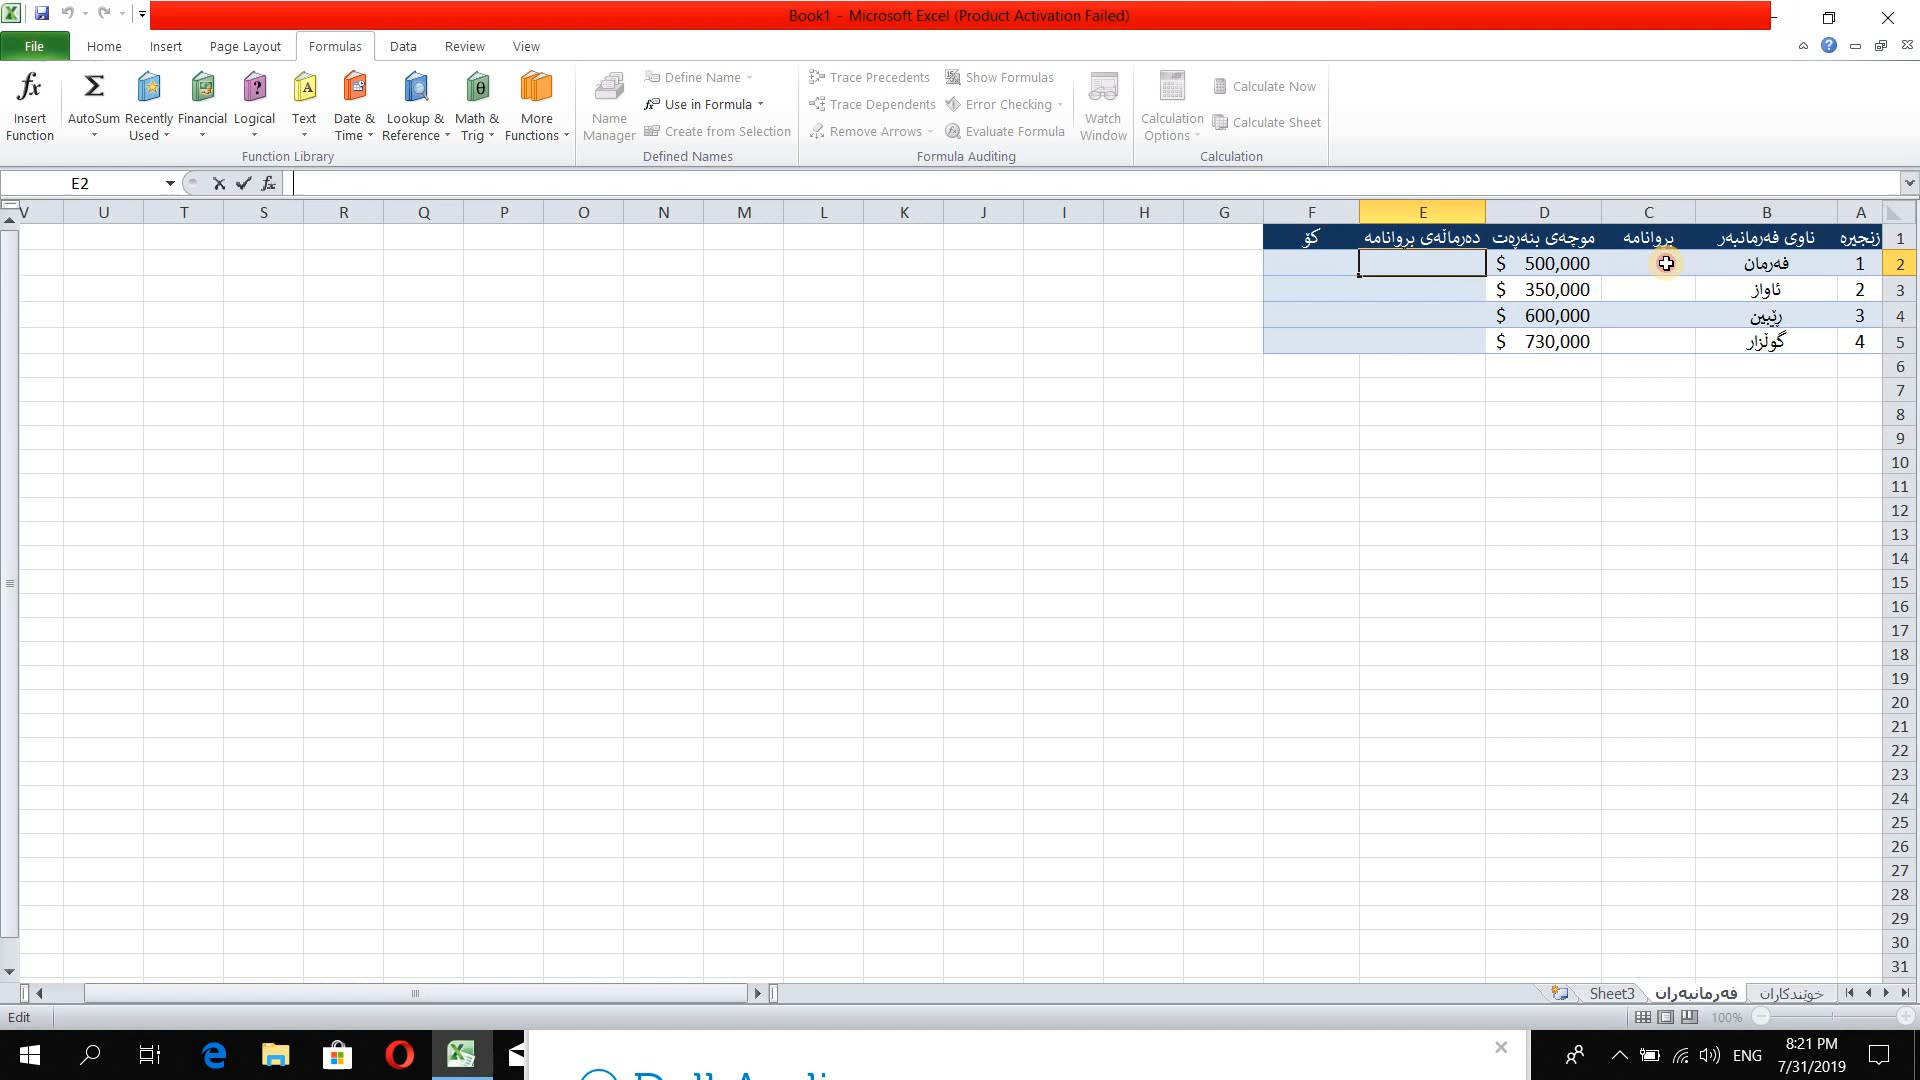 Book1 - Microsoft Excel (Product Activation Failed)
File Home Insert Page Layout Formulas Data Review View
fx Σ ? A θ
Insert Function
AutoSum
Recently Used
Financial
Logical
Text
Date & Time
Lookup & Reference
Math & Trig
More Functions
Function Library
Name Manager
Define Name
Use in Formula
Create from Selection
Defined Names
Trace Precedents
Trace Dependents
Remove Arrows
Show Formulas
Error Checking
Evaluate Formula
Formula Auditing
Watch Window
Calculation Options
Calculate Now
Calculate Sheet
Calculation
E2 fx
V U T S R Q P O N M L K J I H G F E D C B A
زنجیرە ناوی فەرمانبەر بروانامە موچەی بنەڕەت دەرماڵەی بروانامە کۆ 1
1 فەرمان $ 500,000 2
2 ئاواز $ 350,000 3
3 ڕێبین $ 600,000 4
4 گوڵزار $ 730,000 5
6
7
8
9
10
11
12
13
14
15
16
17
18
19
20
21
22
23
24
25
26
27
28
29
30
31
Sheet3 فەرمانبەران خوێندکاران
Edit 100%
ENG
8:21 PM
7/31/2019